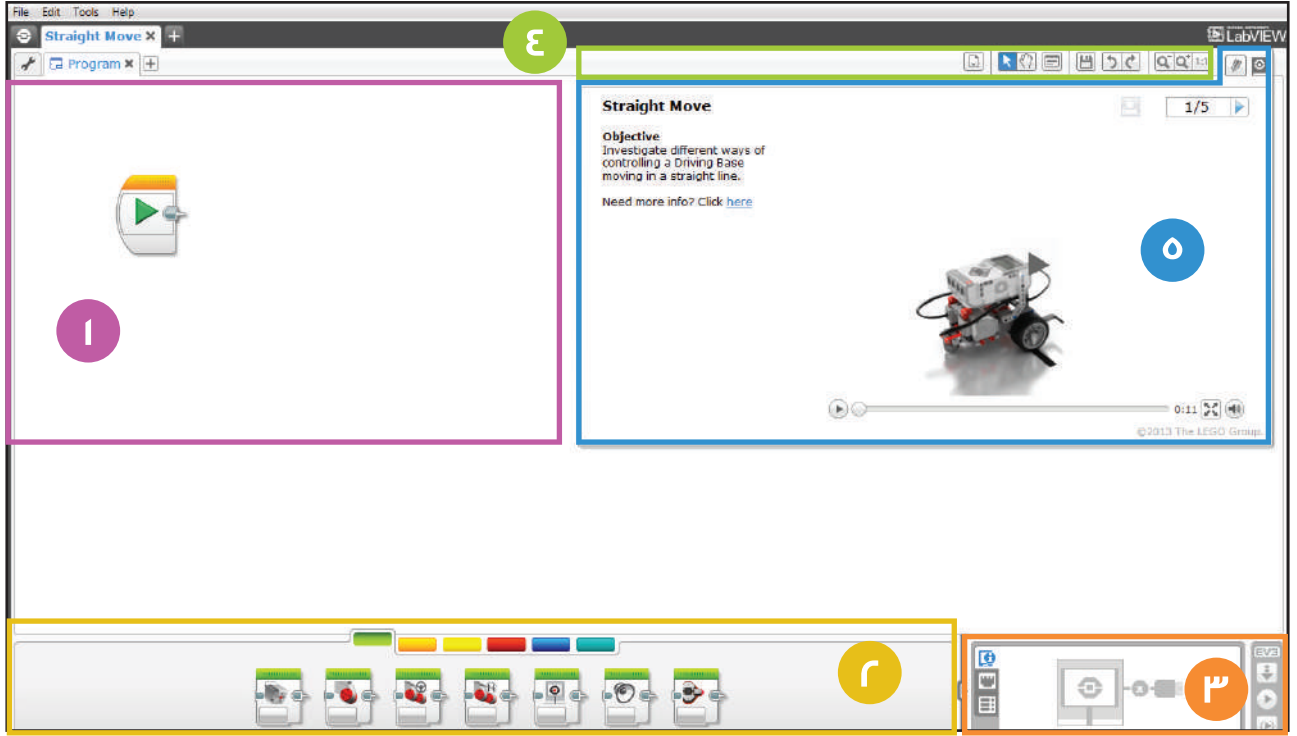 File Edit Tools Help
Straight Move
LabVIEW
Program
٤
1:1
Straight Move
1/5
Objective
Investigate different ways of
controlling a Driving Base
moving in a straight line.
Need more info? Click here
٥
١
0:11
©2013 The LEGO Group.
٢
٣
EV3